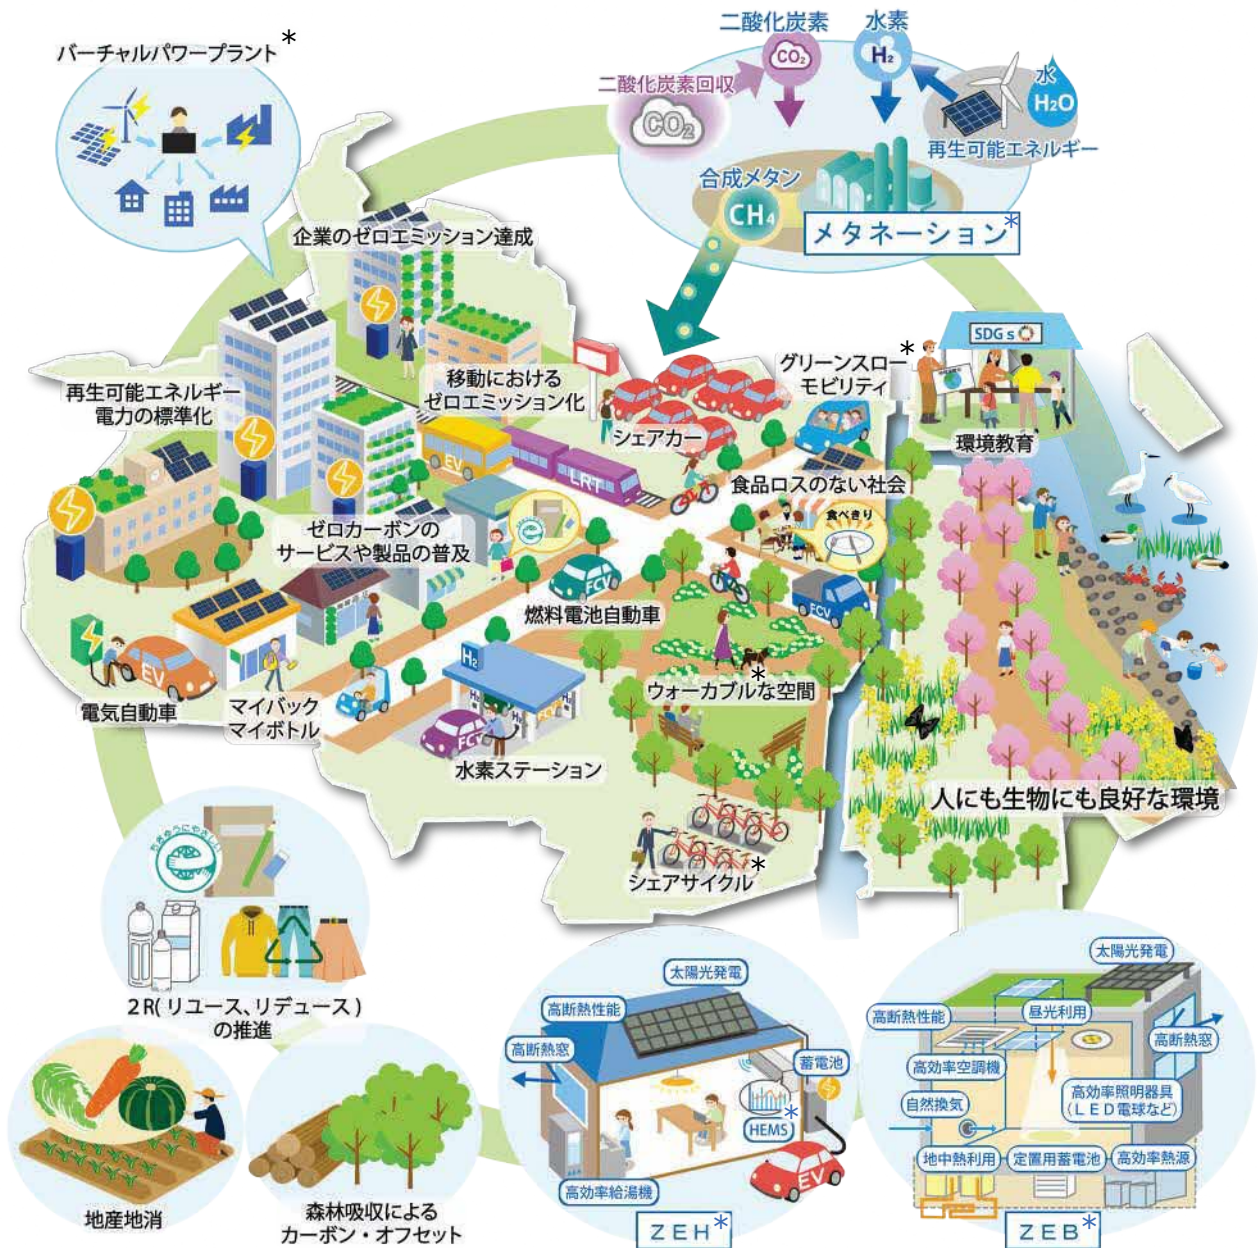 バーチャルパワープラント*
二酸化炭素
水素
CO₂
H₂
二酸化炭素回収
CO₂
水
H₂O
再生可能エネルギー
合成メタン
CH₄
メタネーション*
企業のゼロエミッション達成
SDGs
グリーンスロー*
モビリティ
環境教育
再生可能エネルギー
電力の標準化
移動における
ゼロエミッション化
シェアカー
EV
LRT
食品ロスのない社会
食べきり
ゼロカーボンの
サービスや製品の普及
FCV
燃料電池自動車
FCV
EV
電気自動車
マイバック
マイボトル
H₂
FCV
水素ステーション
ウォーカブルな空間*
人にも生物にも良好な環境
シェアサイクル*
ちきゅうにやさしい
2R(リユース、リデュース)
の推進
地産地消
森林吸収による
カーボン・オフセット
太陽光発電
高断熱性能
高断熱窓
蓄電池
HEMS*
EV
高効率給湯機
ZEH*
太陽光発電
高断熱性能
昼光利用
高断熱窓
高効率空調機
高効率照明器具
(LED電球など)
自然換気
地中熱利用
定置用蓄電池
高効率熱源
ZEB*